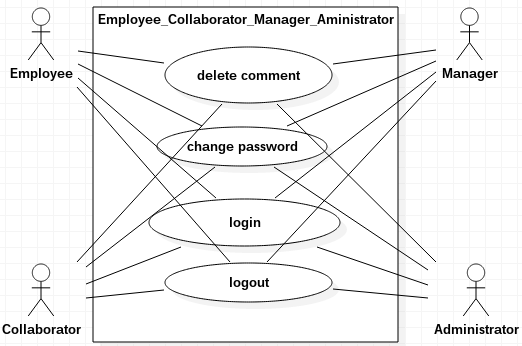 Employee_Collaborator_Manager_Aministrator
Employee
Manager
delete comment
change password
login
logout
Collaborator
Administrator